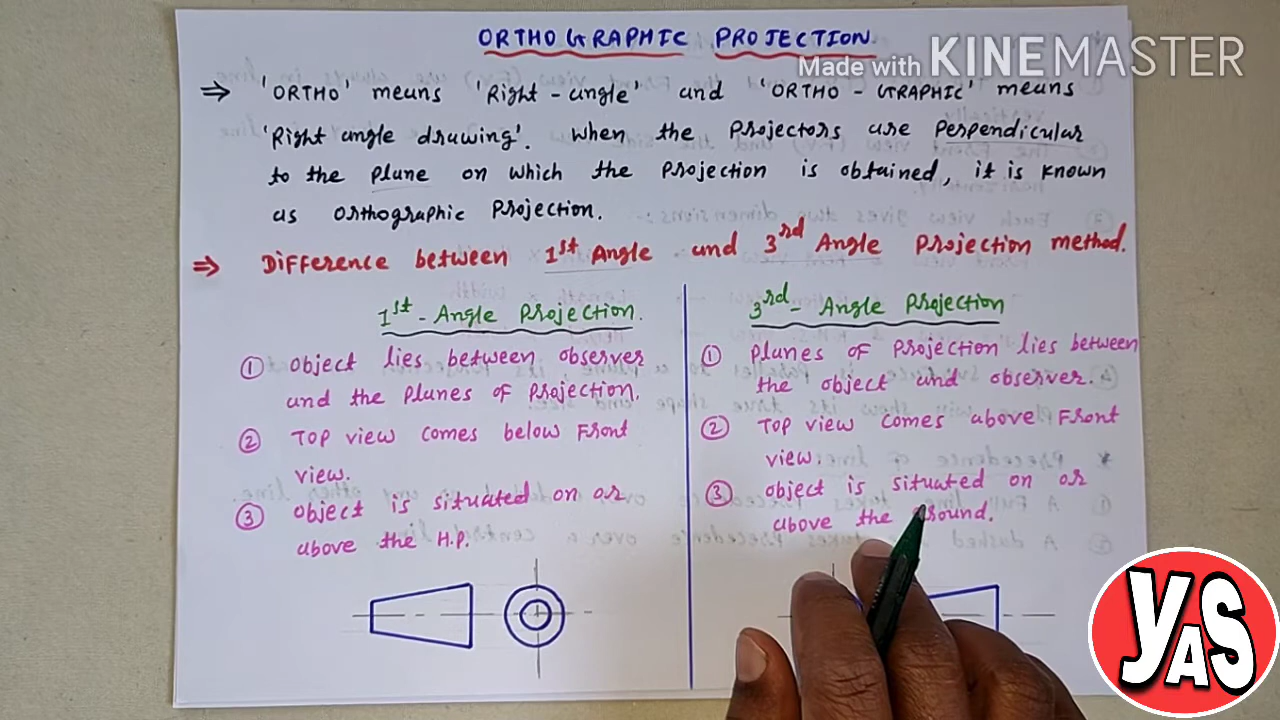 ORTHOGRAPHIC PROJECTION.
Made with KINEMASTER
⇒ 'ORTHO' means 'Right-angle' and 'ORTHO-GRAPHIC' means
'Right angle drawing'. When the projectors are perpendicular
to the plane on which the projection is obtained, it is known
as orthographic projection.
⇒ Difference between 1st Angle and 3rd Angle projection method.
1st-Angle projection.
① object lies between observer
and the planes of projection.
② Top view comes below Front
view.
③ object is situated on or
above the H.P.
3rd-Angle projection
① planes of projection lies between
the object and observer.
② Top view comes above Front
view.
③ object is situated on or
above the ground.
YAS